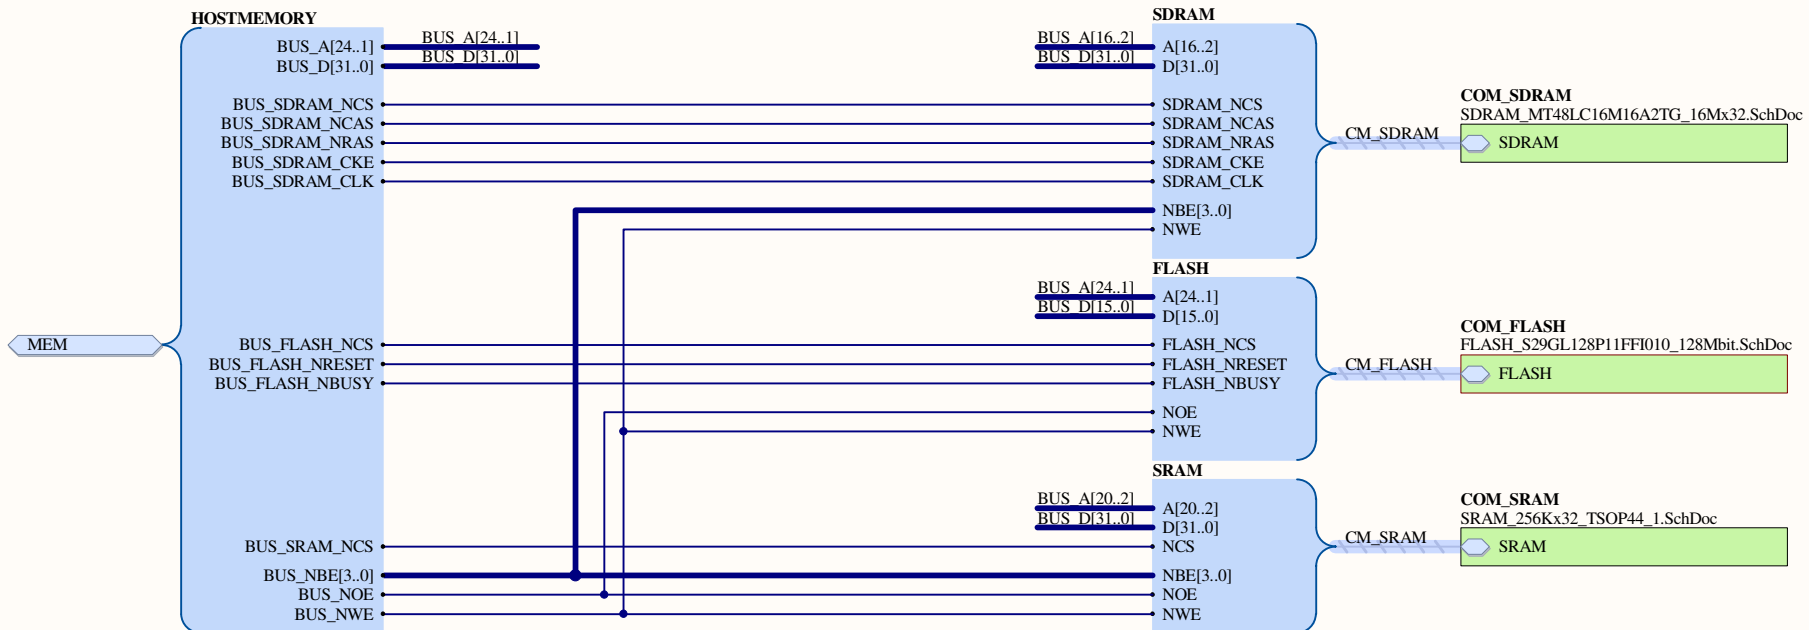 HOSTMEMORY
BUS_A[24..1]
BUS_D[31..0]
BUS_SDRAM_NCS
BUS_SDRAM_NCAS
BUS_SDRAM_NRAS
BUS_SDRAM_CKE
BUS_SDRAM_CLK
BUS_FLASH_NCS
BUS_FLASH_NRESET
BUS_FLASH_NBUSY
BUS_SRAM_NCS
BUS_NBE[3..0]
BUS_NOE
BUS_NWE
MEM
BUS_A[24..1]
BUS_D[31..0]
SDRAM
BUS_A[16..2]
BUS_D[31..0]
A[16..2]
D[31..0]
SDRAM_NCS
SDRAM_NCAS
SDRAM_NRAS
SDRAM_CKE
SDRAM_CLK
NBE[3..0]
NWE
CM_SDRAM
COM_SDRAM
SDRAM_MT48LC16M16A2TG_16Mx32.SchDoc
SDRAM
FLASH
BUS_A[24..1]
BUS_D[15..0]
A[24..1]
D[15..0]
FLASH_NCS
FLASH_NRESET
FLASH_NBUSY
NOE
NWE
CM_FLASH
COM_FLASH
FLASH_S29GL128P11FFI010_128Mbit.SchDoc
FLASH
SRAM
BUS_A[20..2]
BUS_D[31..0]
A[20..2]
D[31..0]
NCS
NBE[3..0]
NOE
NWE
CM_SRAM
COM_SRAM
SRAM_256Kx32_TSOP44_1.SchDoc
SRAM